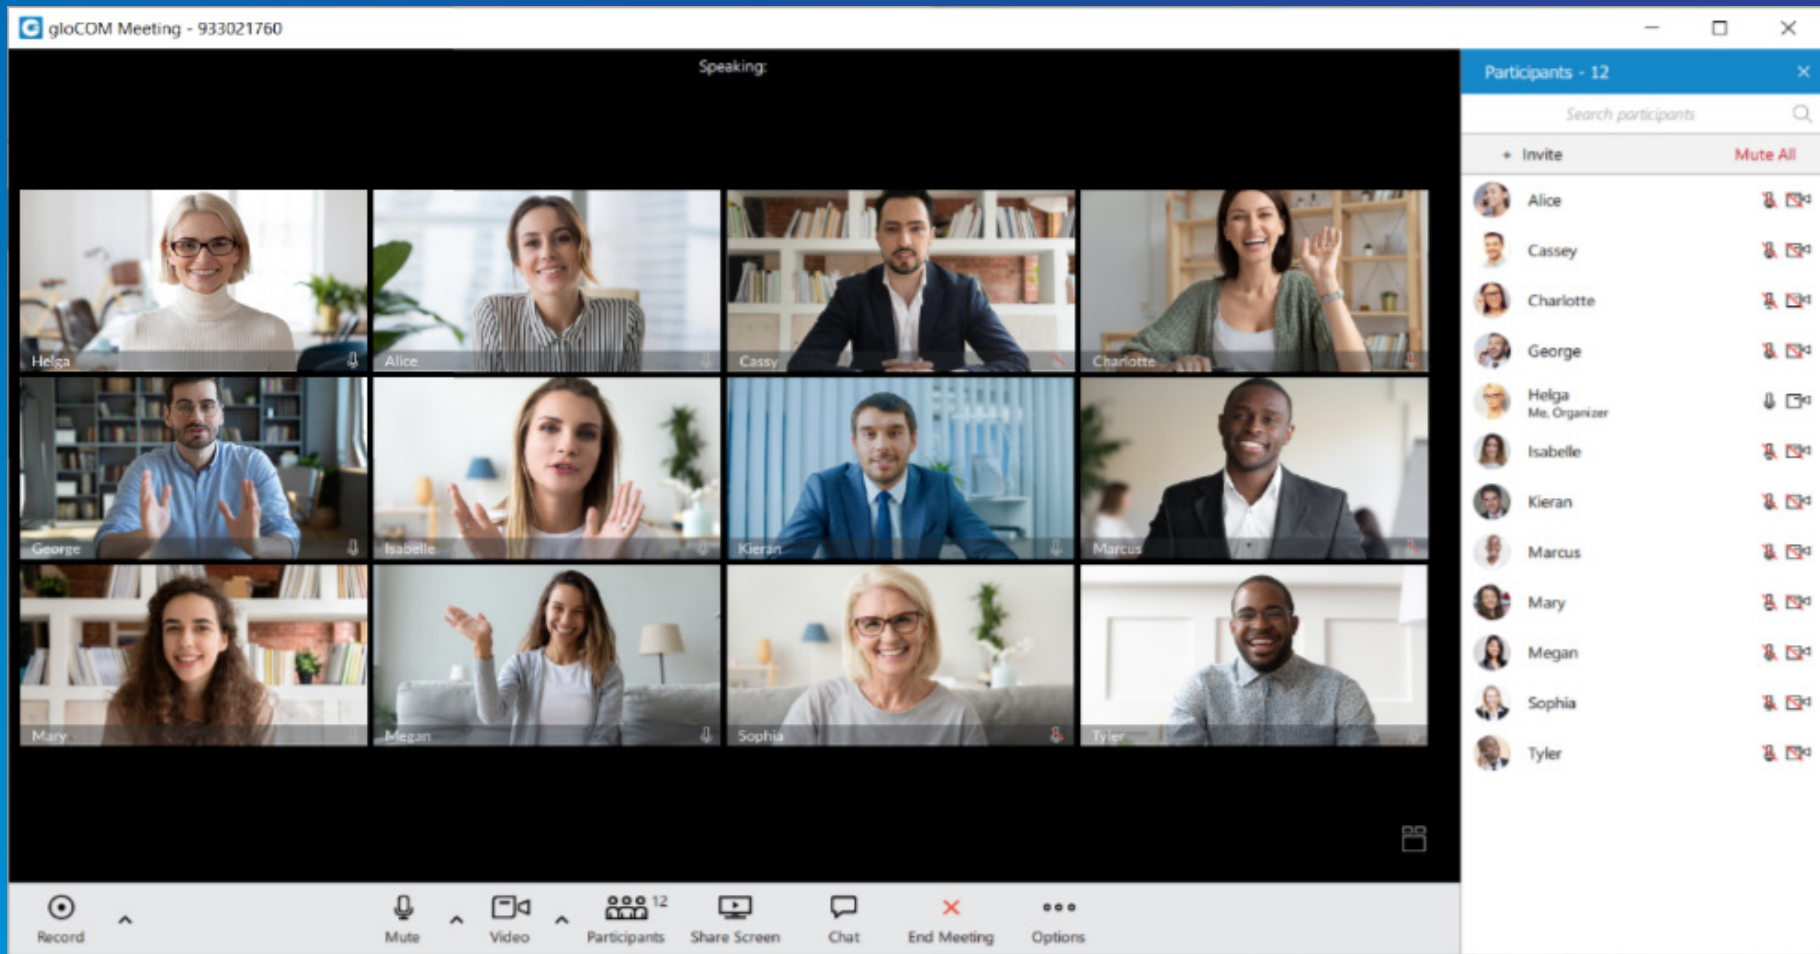 gloCOM Meeting - 933021760
Speaking:
Helga
Alice
Cassy
Charlotte
George
Isabelle
Kieran
Marcus
Mary
Megan
Sophia
Tyler
Participants - 12
Search participants
+ Invite
Mute All
Alice
Cassey
Charlotte
George
Helga
Me, Organizer
Isabelle
Kieran
Marcus
Mary
Megan
Sophia
Tyler
12
Record
Mute
Video
Participants
Share Screen
Chat
End Meeting
Options